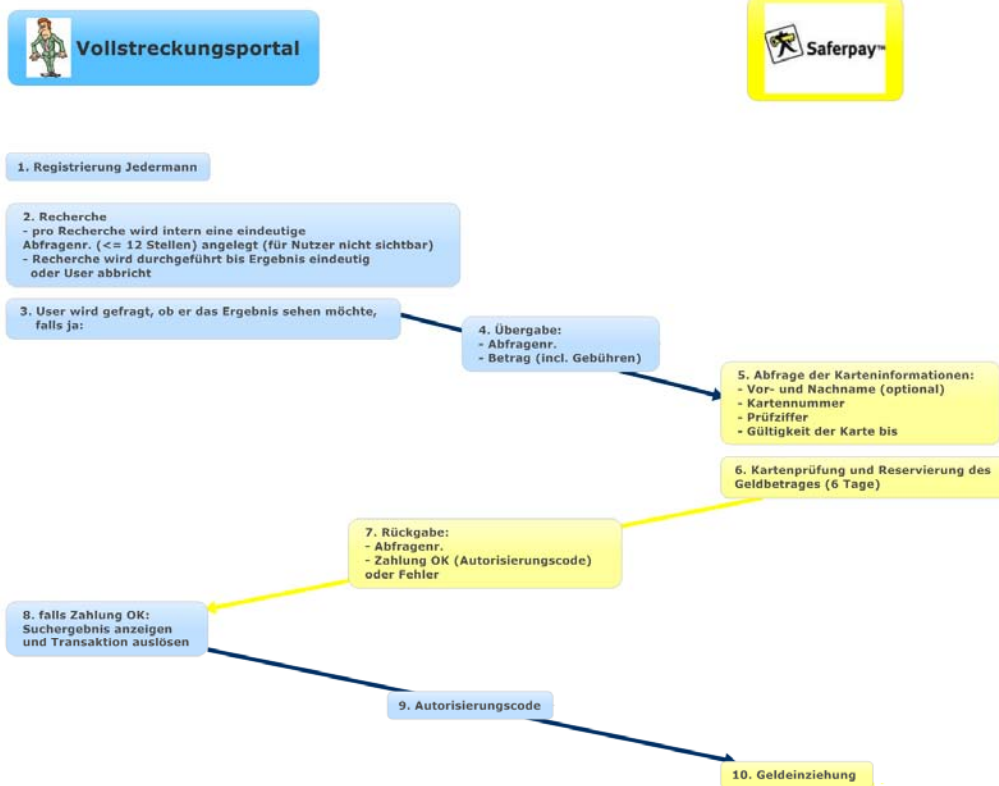 Vollstreckungsportal
Saferpay™
1. Registrierung Jedermann
2. Recherche
- pro Recherche wird intern eine eindeutige
Abfragenr. (<= 12 Stellen) angelegt (für Nutzer nicht sichtbar)
- Recherche wird durchgeführt bis Ergebnis eindeutig
oder User abbricht
3. User wird gefragt, ob er das Ergebnis sehen möchte,
falls ja:
4. Übergabe:
- Abfragenr.
- Betrag (incl. Gebühren)
5. Abfrage der Karteninformationen:
- Vor- und Nachname (optional)
- Kartennummer
- Prüfziffer
- Gültigkeit der Karte bis
6. Kartenprüfung und Reservierung des
Geldbetrages (6 Tage)
7. Rückgabe:
- Abfragenr.
- Zahlung OK (Autorisierungscode)
oder Fehler
8. falls Zahlung OK:
Suchergebnis anzeigen
und Transaktion auslösen
9. Autorisierungscode
10. Geldeinziehung